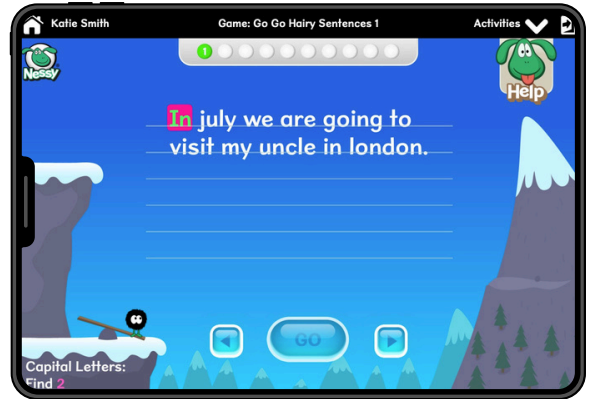 Katie Smith
Game: Go Go Hairy Sentences 1
Activities
1
Nessy
Help
In july we are going to
visit my uncle in london.
GO
Capital Letters:
Find 2